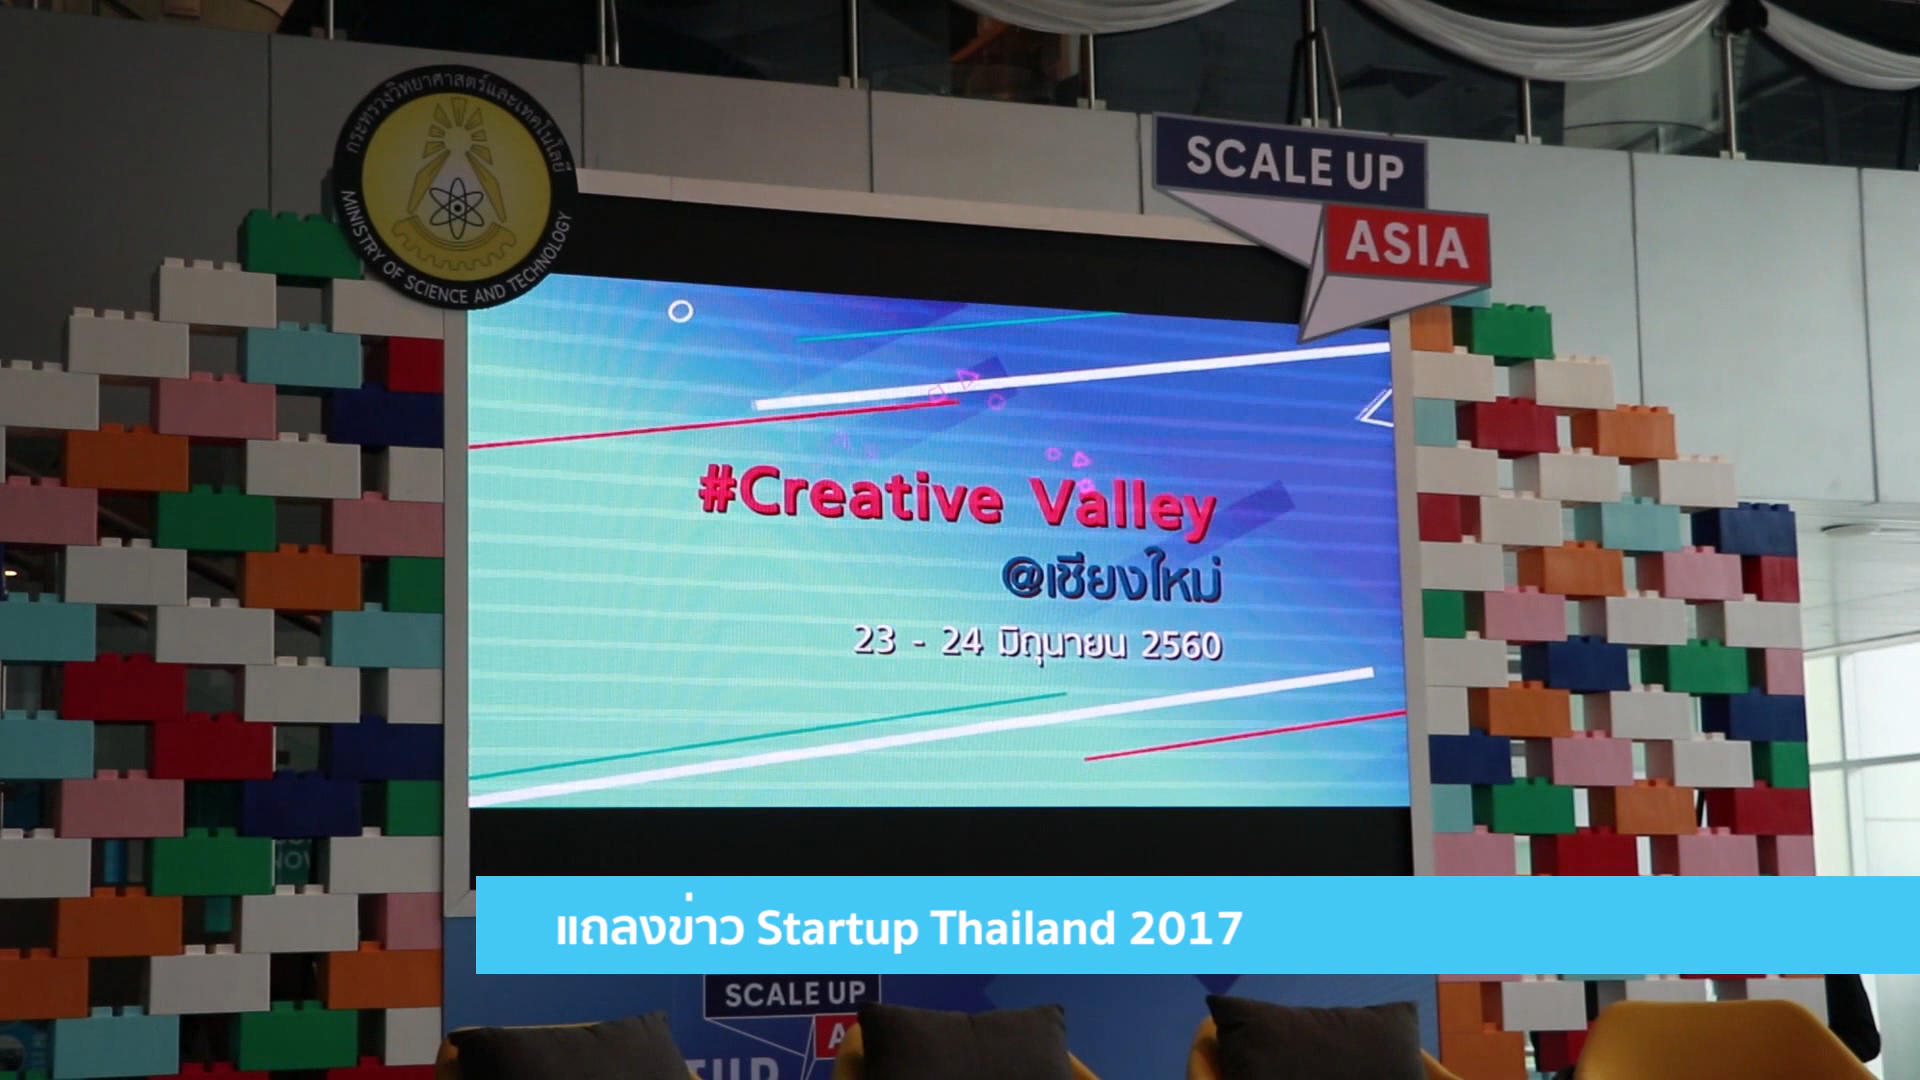 กระทรวงวิทยาศาสตร์และเทคโนโลยี
MINISTRY OF SCIENCE AND TECHNOLOGY
SCALE UP
ASIA
#Creative Valley
@เชียงใหม่
23 - 24 มิถุนายน 2560
แถลงข่าว Startup Thailand 2017
SCALE UP